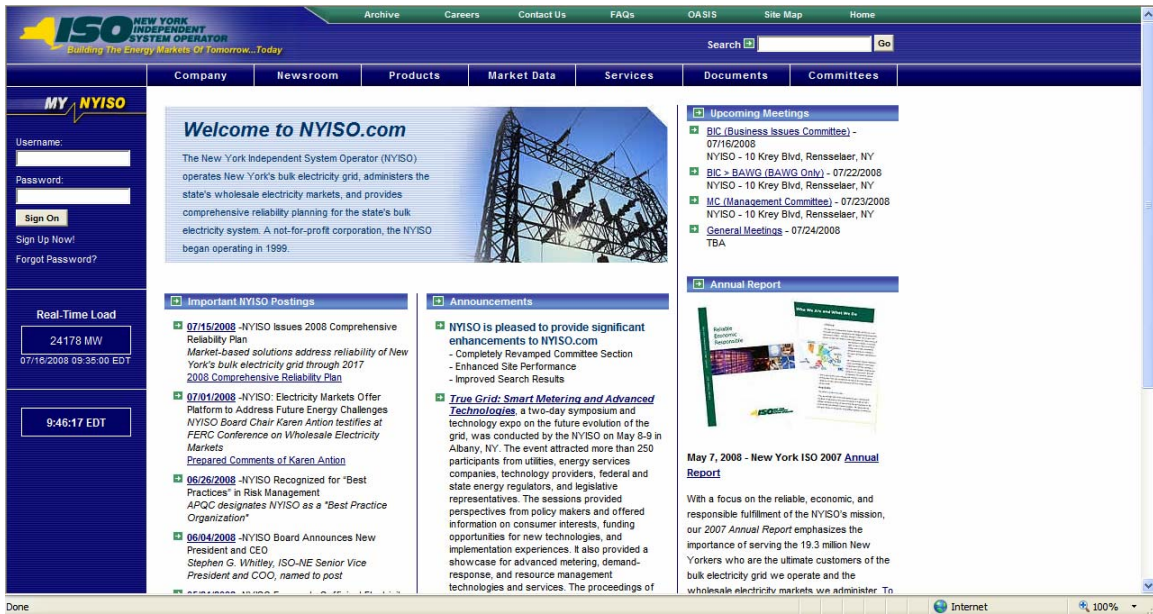 Archive Careers Contact Us FAQs OASIS Site Map Home
ISO NEW YORK
INDEPENDENT
SYSTEM OPERATOR
Building The Energy Markets Of Tomorrow...Today
Search Go
Company Newsroom Products Market Data Services Documents Committees
MY NYISO
Username:
Password:
Sign On
Sign Up Now!
Forgot Password?
Real-Time Load
24178 MW
07/16/2008 09:35:00 EDT
9:46:17 EDT
Welcome to NYISO.com
The New York Independent System Operator (NYISO)
operates New York's bulk electricity grid, administers the
state's wholesale electricity markets, and provides
comprehensive reliability planning for the state's bulk
electricity system. A not-for-profit corporation, the NYISO
began operating in 1999.
Important NYISO Postings
07/15/2008 -NYISO Issues 2008 Comprehensive
Reliability Plan
Market-based solutions address reliability of New
York's bulk electricity grid through 2017
2008 Comprehensive Reliability Plan
07/01/2008 -NYISO: Electricity Markets Offer
Platform to Address Future Energy Challenges
NYISO Board Chair Karen Antion testifies at
FERC Conference on Wholesale Electricity
Markets
Prepared Comments of Karen Antion
06/26/2008 -NYISO Recognized for "Best
Practices" in Risk Management
APQC designates NYISO as a "Best Practice
Organization"
06/04/2008 -NYISO Board Announces New
President and CEO
Stephen G. Whitley, ISO-NE Senior Vice
President and COO, named to post
Announcements
NYISO is pleased to provide significant
enhancements to NYISO.com
- Completely Revamped Committee Section
- Enhanced Site Performance
- Improved Search Results
True Grid: Smart Metering and Advanced
Technologies, a two-day symposium and
technology expo on the future evolution of the
grid, was conducted by the NYISO on May 8-9 in
Albany, NY. The event attracted more than 250
participants from utilities, energy services
companies, technology providers, federal and
state energy regulators, and legislative
representatives. The sessions provided
perspectives from policy makers and offered
information on consumer interests, funding
opportunities for new technologies, and
implementation experiences. It also provided a
showcase for advanced metering, demand-
response, and resource management
technologies and services. The proceedings of
Upcoming Meetings
BIC (Business Issues Committee) -
07/16/2008
NYISO - 10 Krey Blvd, Rensselaer, NY
BIC > BAWG (BAWG Only) - 07/22/2008
NYISO - 10 Krey Blvd, Rensselaer, NY
MC (Management Committee) - 07/23/2008
NYISO - 10 Krey Blvd, Rensselaer, NY
General Meetings - 07/24/2008
TBA
Annual Report
Reliable
Economic
Responsible
Who We Are and What We Do
May 7, 2008 - New York ISO 2007 Annual
Report
With a focus on the reliable, economic, and
responsible fulfillment of the NYISO's mission,
our 2007 Annual Report emphasizes the
importance of serving the 19.3 million New
Yorkers who are the ultimate customers of the
bulk electricity grid we operate and the
wholesale electricity markets we administer. To
Done Internet 100%